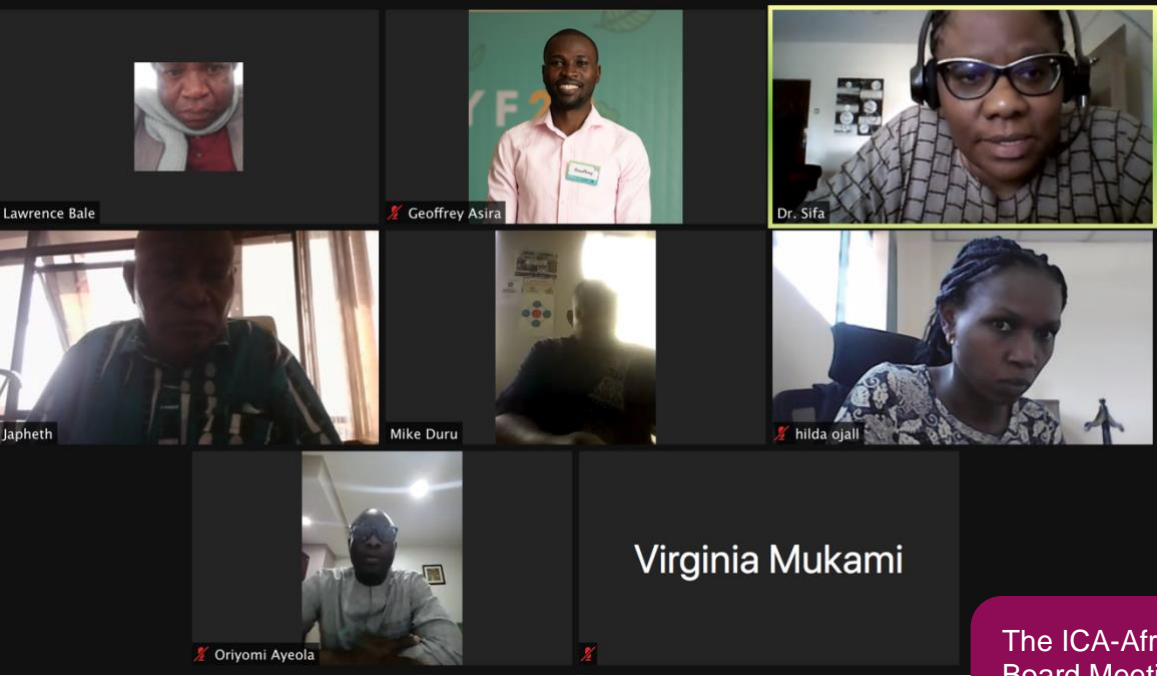 Lawrence Bale
YF
Geoffrey Asira
Dr. Sifa
Japheth
Mike Duru
hilda ojall
Oriyomi Ayeola
Virginia Mukami
The ICA-Afr
Board Meeti